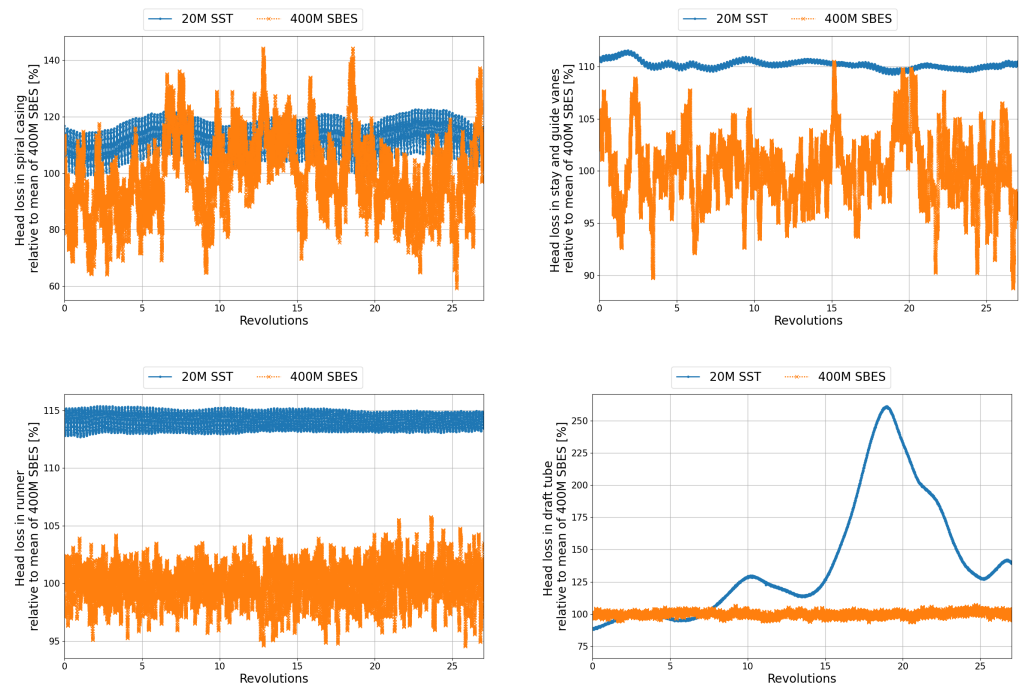 20M SST 400M SBES
Head loss in spiral casing
relative to mean of 400M SBES [%]
140
120
100
80
60
0 5 10 15 20 25
Revolutions
20M SST 400M SBES
Head loss in stay and guide vanes
relative to mean of 400M SBES [%]
110
105
100
95
90
0 5 10 15 20 25
Revolutions
20M SST 400M SBES
Head loss in runner
relative to mean of 400M SBES [%]
115
110
105
100
95
0 5 10 15 20 25
Revolutions
20M SST 400M SBES
Head loss in draft tube
relative to mean of 400M SBES [%]
250
225
200
175
150
125
100
75
0 5 10 15 20 25
Revolutions